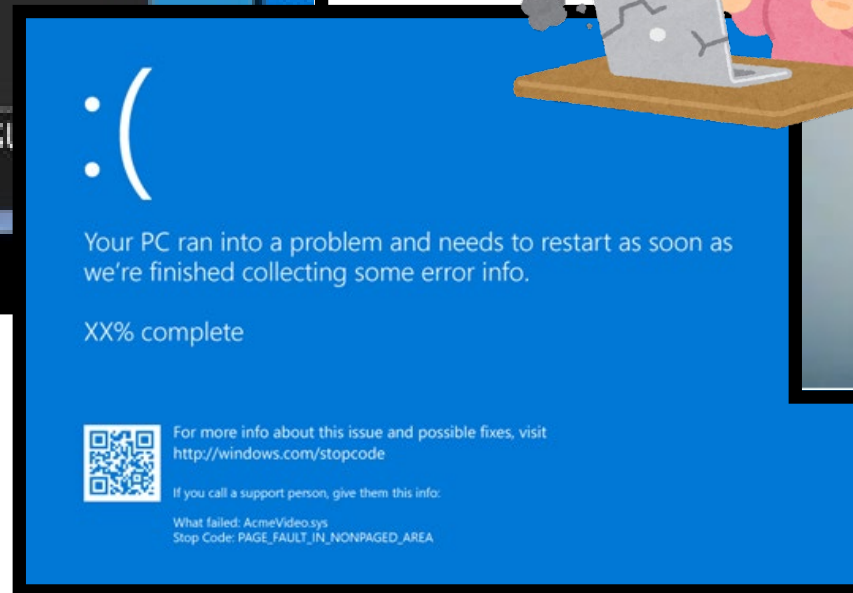 :(
Your PC ran into a problem and needs to restart as soon as
we're finished collecting some error info.
XX% complete
For more info about this issue and possible fixes, visit
http://windows.com/stopcode
If you call a support person, give them this info:
What failed: AcmeVideo.sys
Stop Code: PAGE_FAULT_IN_NONPAGED_AREA